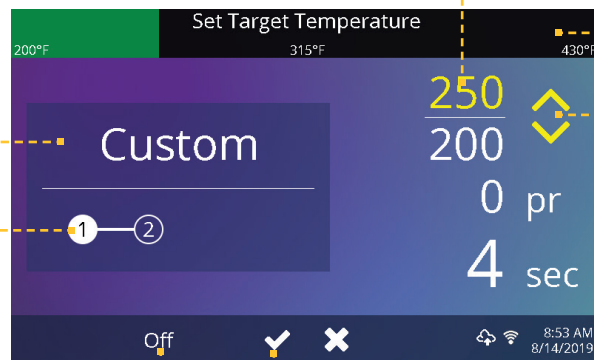 Set Target Temperature
200°F 315°F 430°F
250
Custom
200
0 pr
1 2
4 sec
Off
8:53 AM
8/14/2019